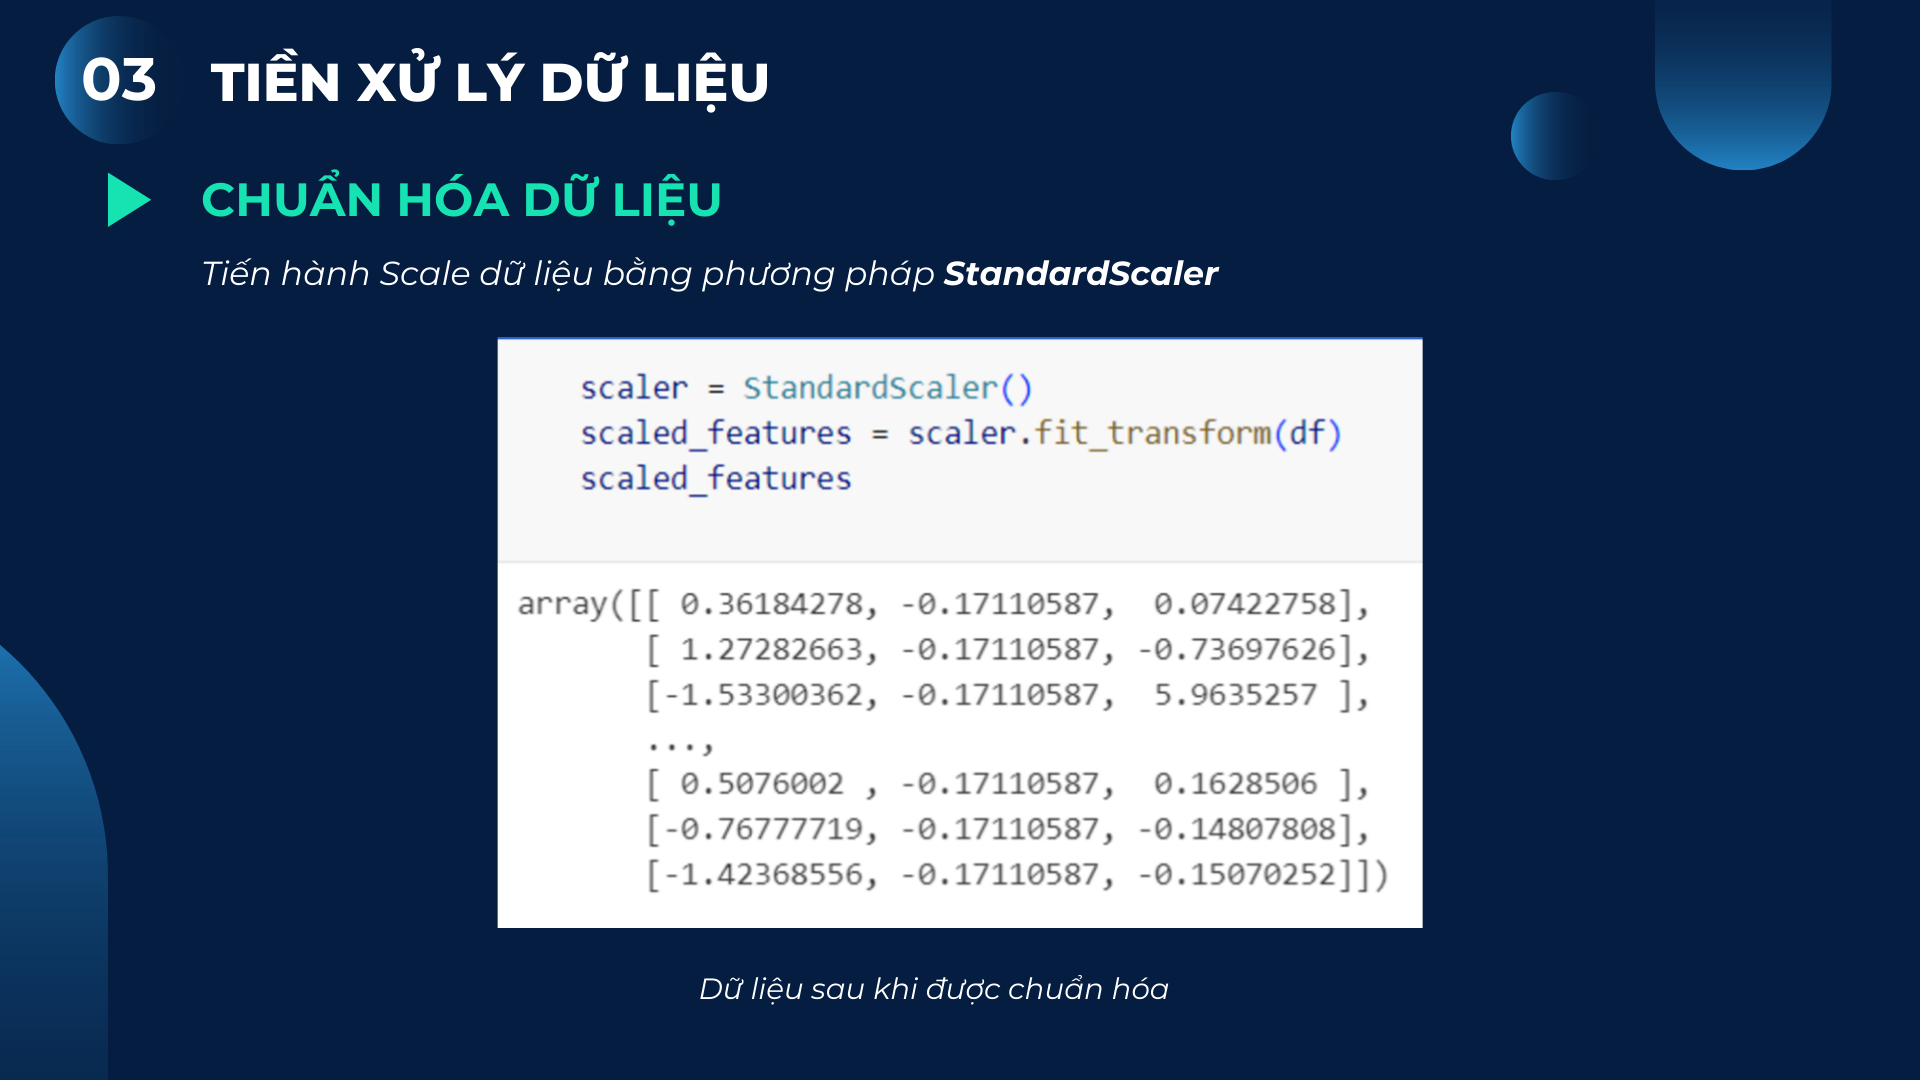 03 TIỀN XỬ LÝ DỮ LIỆU
CHUẨN HÓA DỮ LIỆU
Tiến hành Scale dữ liệu bằng phương pháp StandardScaler
scaler = StandardScaler()
scaled_features = scaler.fit_transform(df)
scaled_features
array([[ 0.36184278, -0.17110587,  0.07422758],
       [ 1.27282663, -0.17110587, -0.73697626],
       [-1.53300362, -0.17110587,  5.9635257 ],
       ...,
       [ 0.5076002 , -0.17110587,  0.1628506 ],
       [-0.76777719, -0.17110587, -0.14807808],
       [-1.42368556, -0.17110587, -0.15070252]])
Dữ liệu sau khi được chuẩn hóa